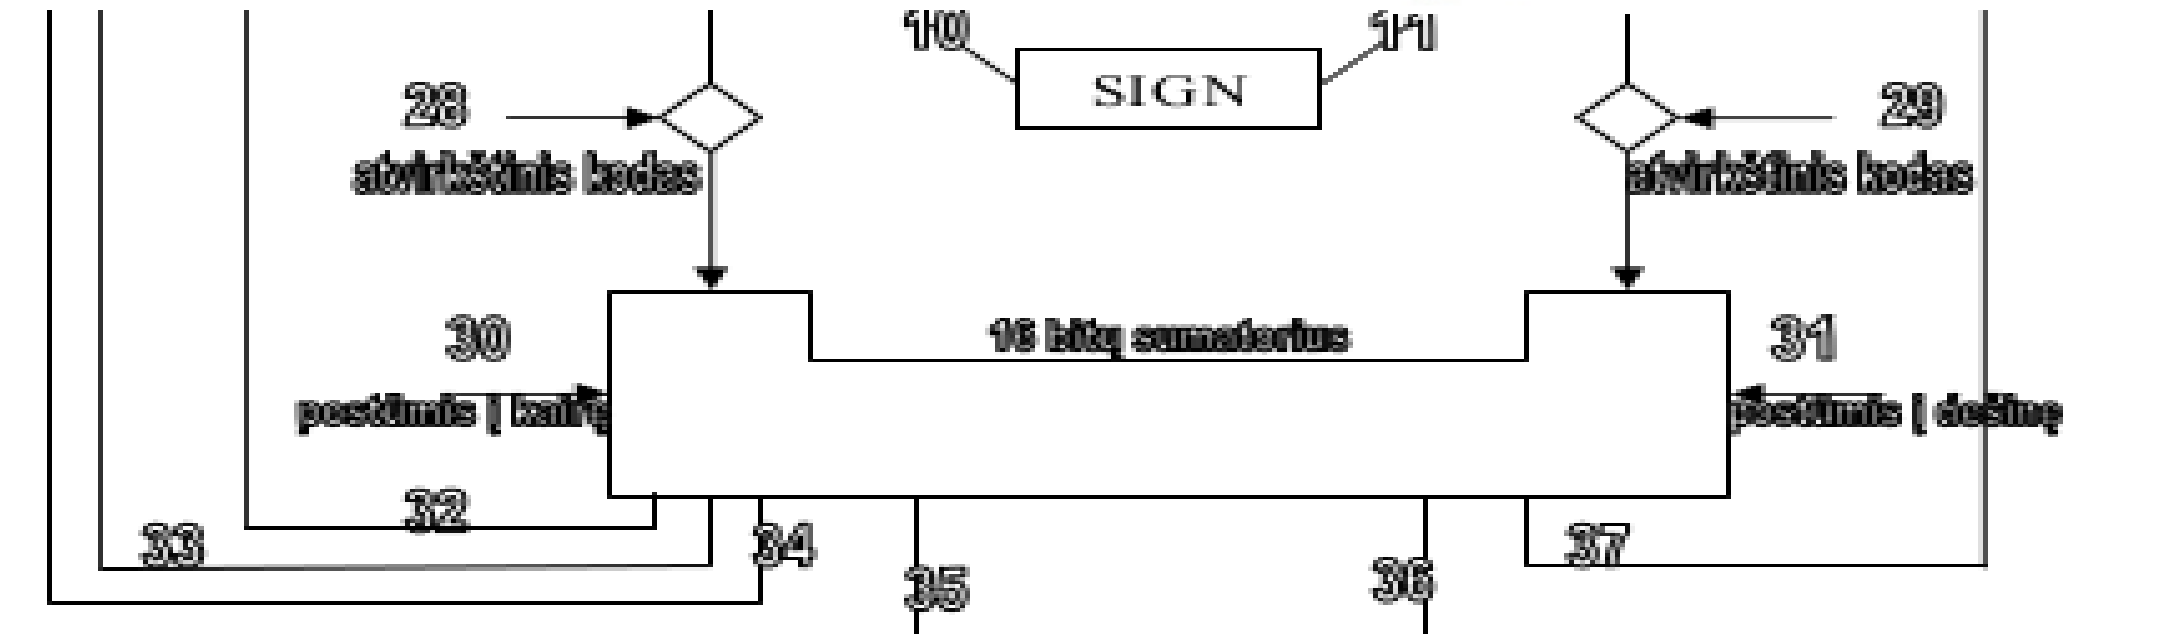 10
11
SIGN
28
29
atvirkštinis kodas
atvirkštinis kodas
16 bitų sumatorius
30
31
postūmis į kairę
postūmis į dešinę
32
33
34
37
35
36